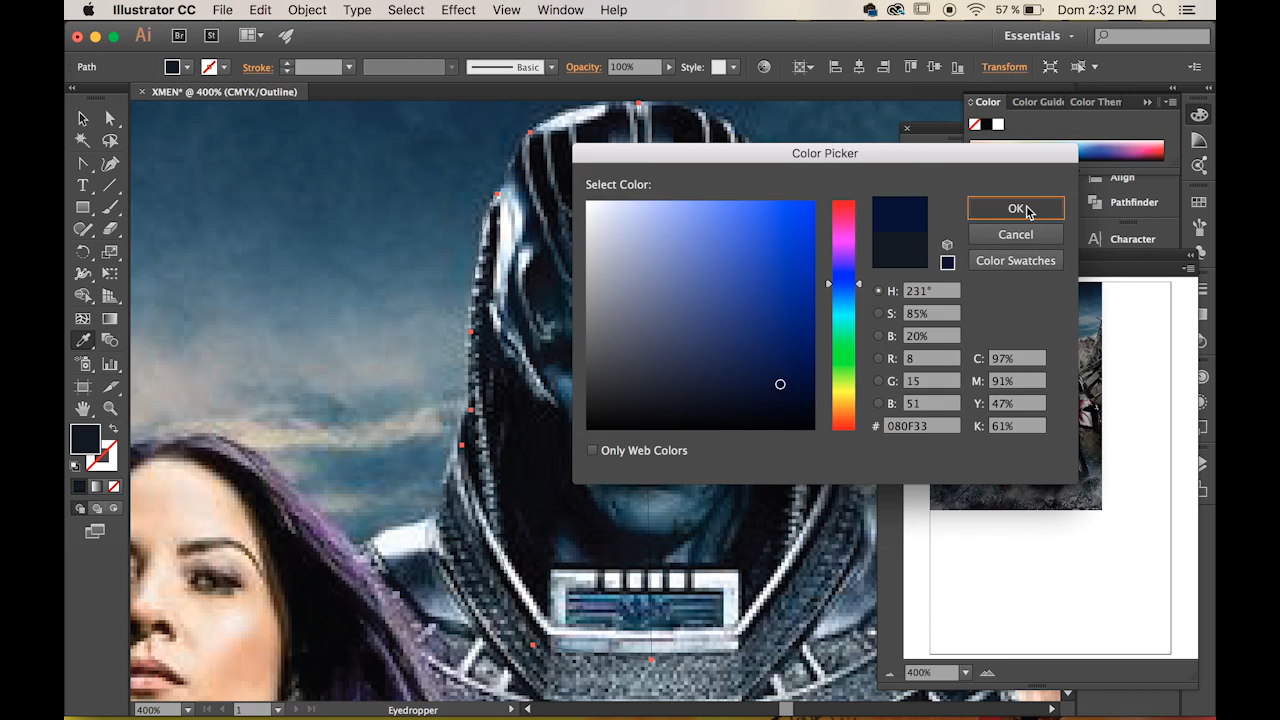 Illustrator CC File Edit Object Type Select Effect View Window Help 57 % Dom 2:32 PM
Ai Br St Essentials
Path Stroke: Basic Opacity: 100% Style: Transform
× XMEN* @ 400% (CMYK/Outline)
Color Color Guide Color Them
Color Picker
Select Color:
OK
Cancel
Color Swatches
H: 231°
S: 85%
B: 20%
R: 8
G: 15
B: 51
# 080F33
C: 97%
M: 91%
Y: 47%
K: 61%
Only Web Colors
Align
Pathfinder
Character
400%
400% 1 Eyedropper